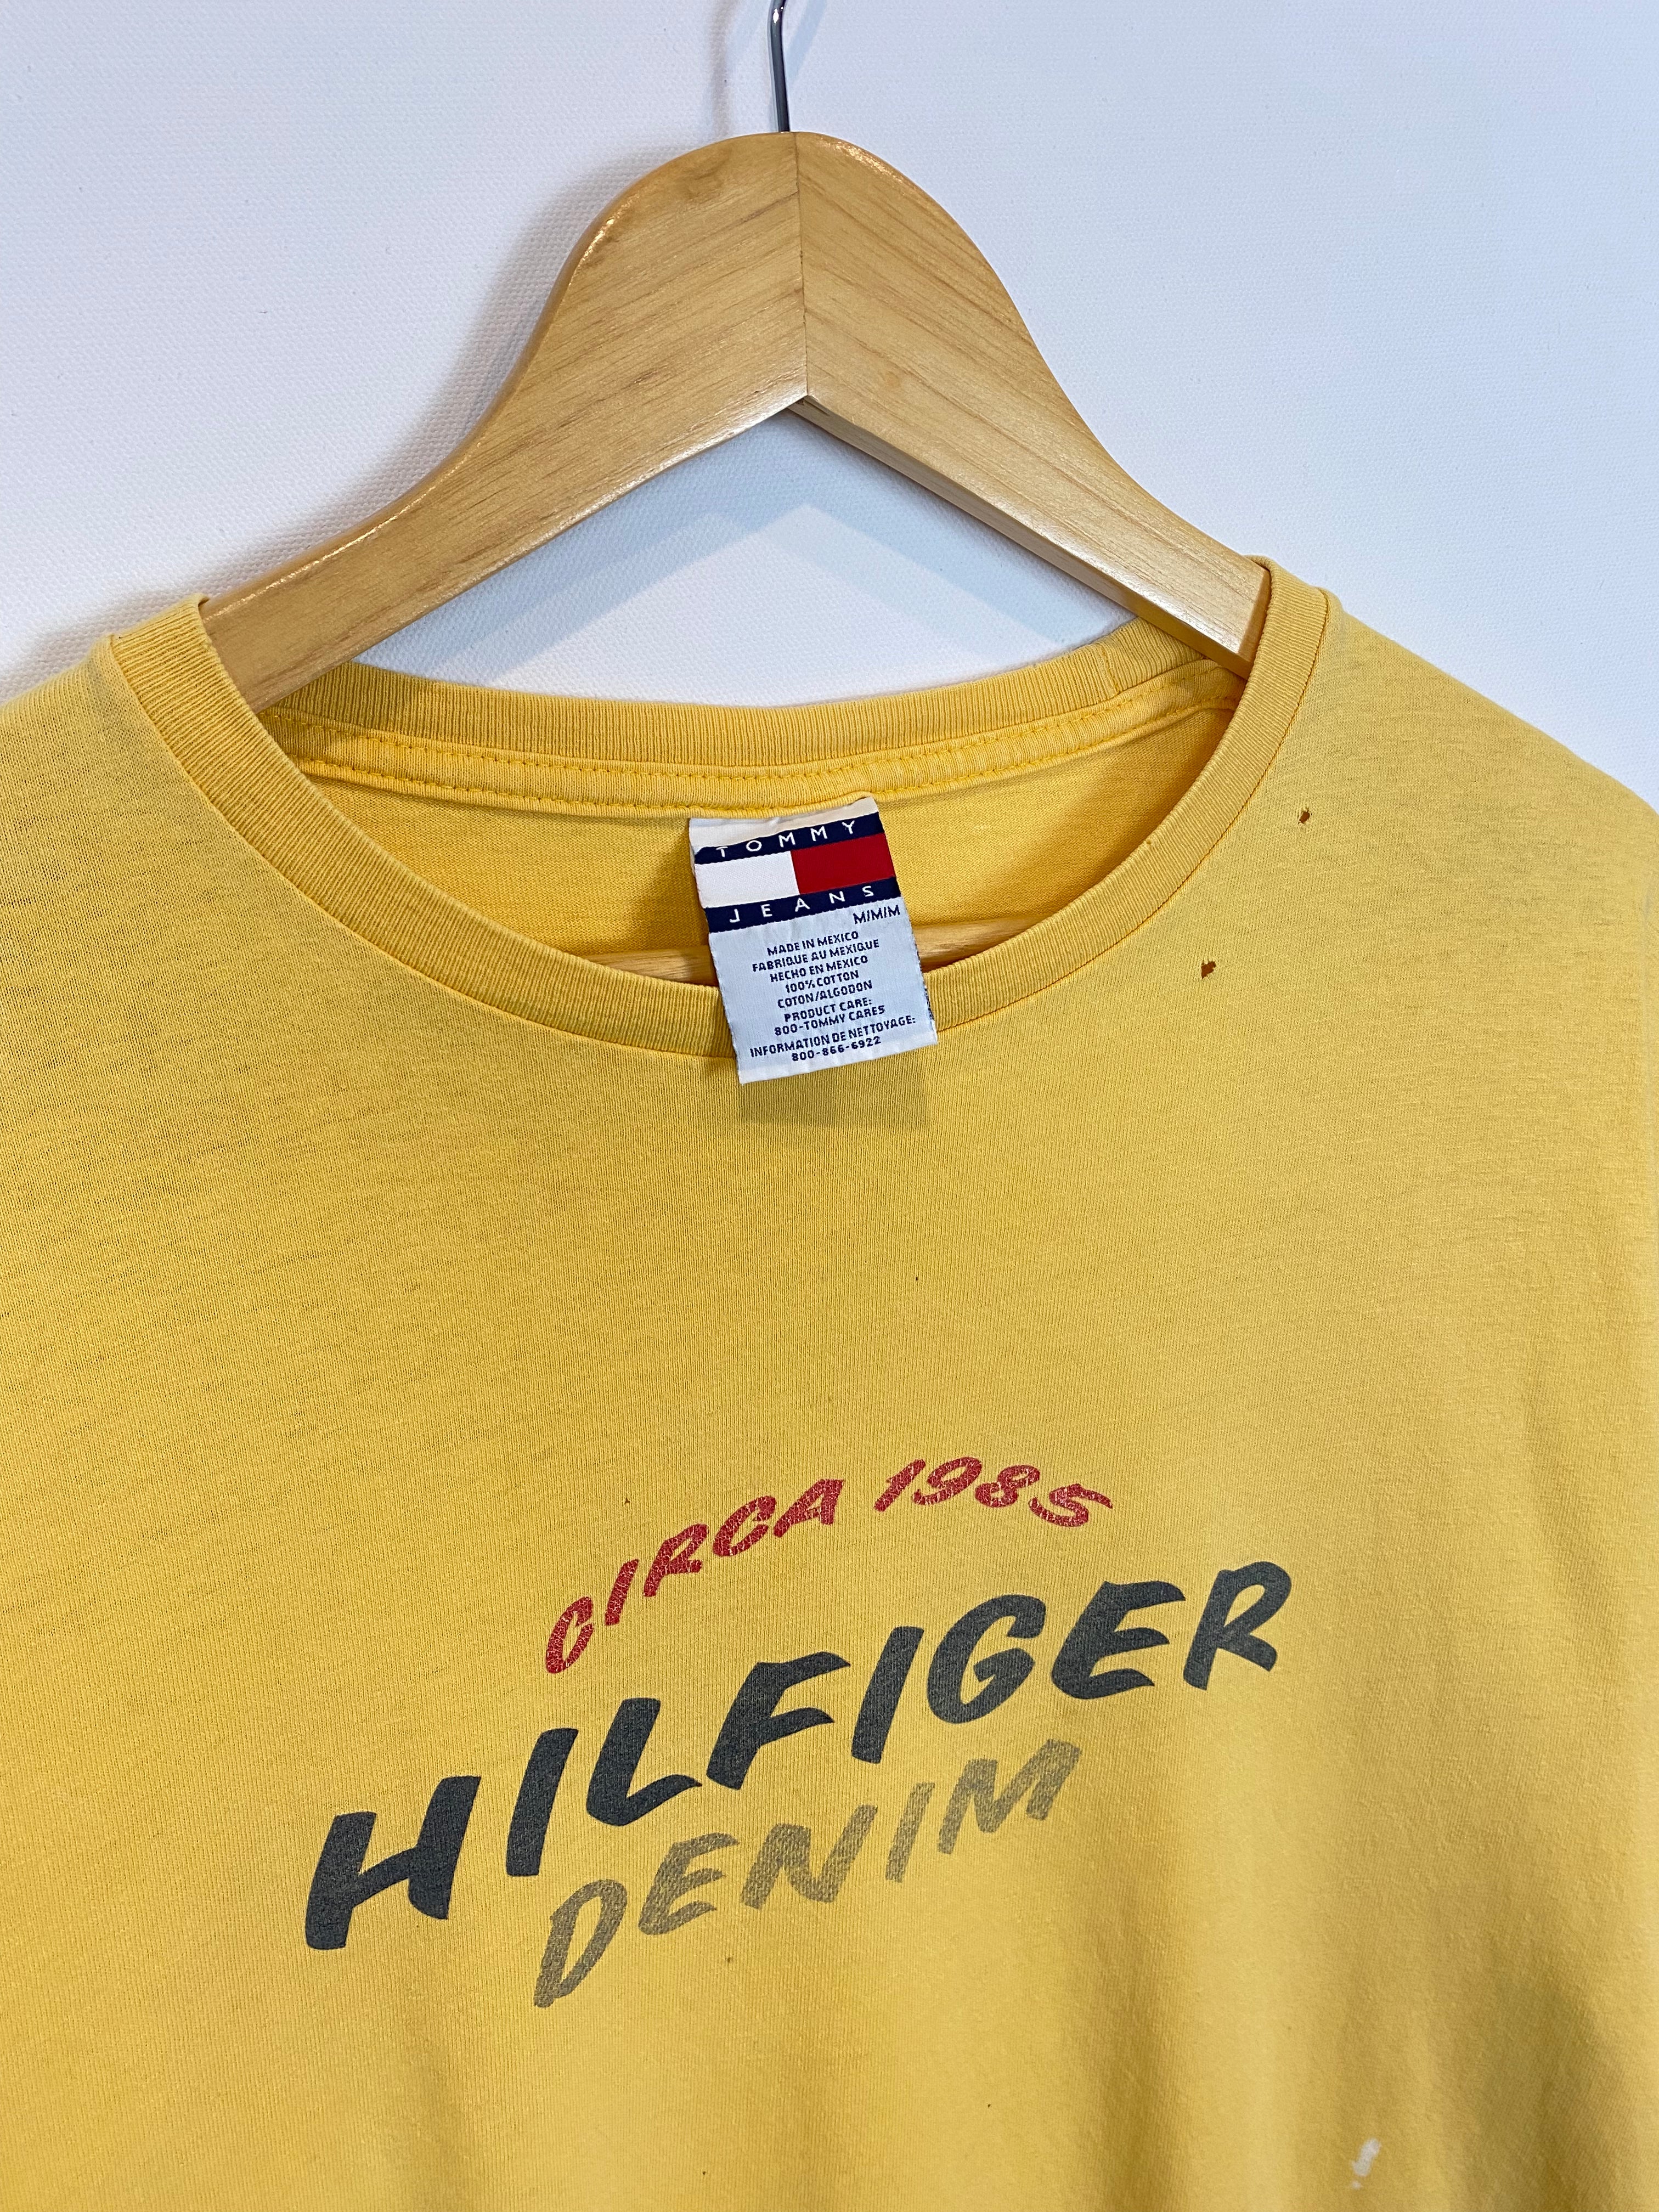 TOMMY
JEANS
M/M/M
MADE IN MEXICO
FABRIQUE AU MEXIQUE
HECHO EN MEXICO
100% COTTON
COTON/ALGODON
PRODUCT CARE:
800-TOMMY CARES
INFORMATION DE NETTOYAGE:
800-866-6922
CIRCA 1985
HILFIGER
DENIM